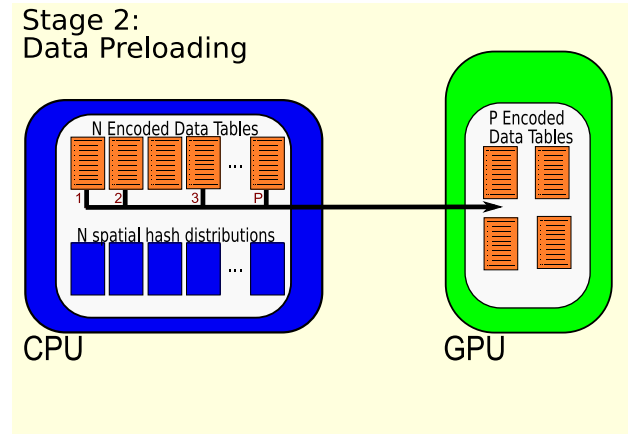 Stage 2:
Data Preloading
N Encoded Data Tables
...
1 2 3 P
N spatial hash distributions
...
CPU
P Encoded
Data Tables
GPU